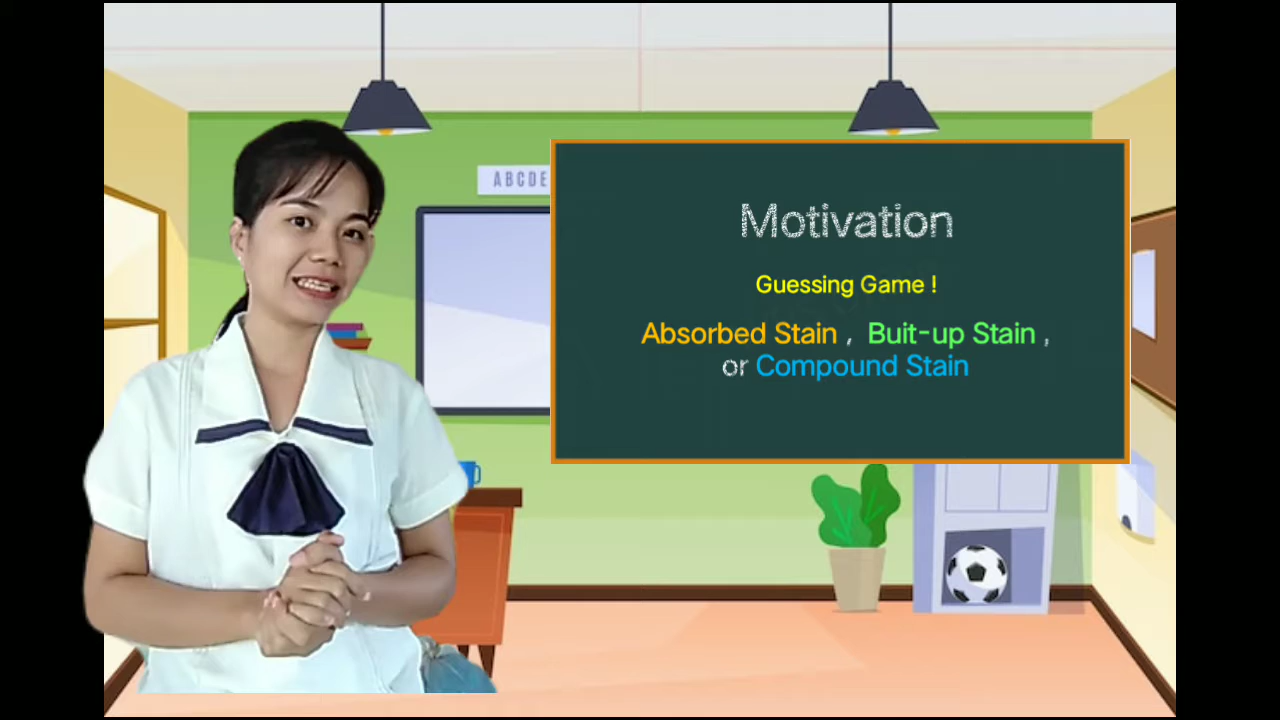 ABCDE
Motivation
Guessing Game !
Absorbed Stain , Buit-up Stain ,
or Compound Stain